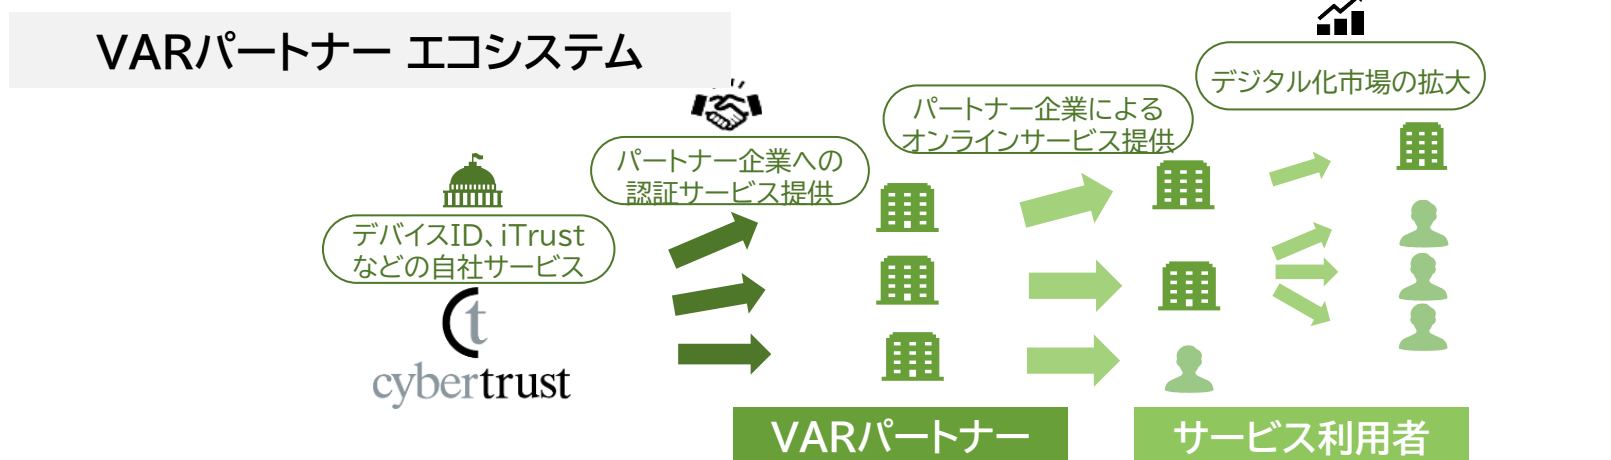 VARパートナー エコシステム
デジタル化市場の拡大
パートナー企業による
オンラインサービス提供
パートナー企業への
認証サービス提供
デバイスID、iTrust
などの自社サービス
Ct
cybertrust
VARパートナー
サービス利用者